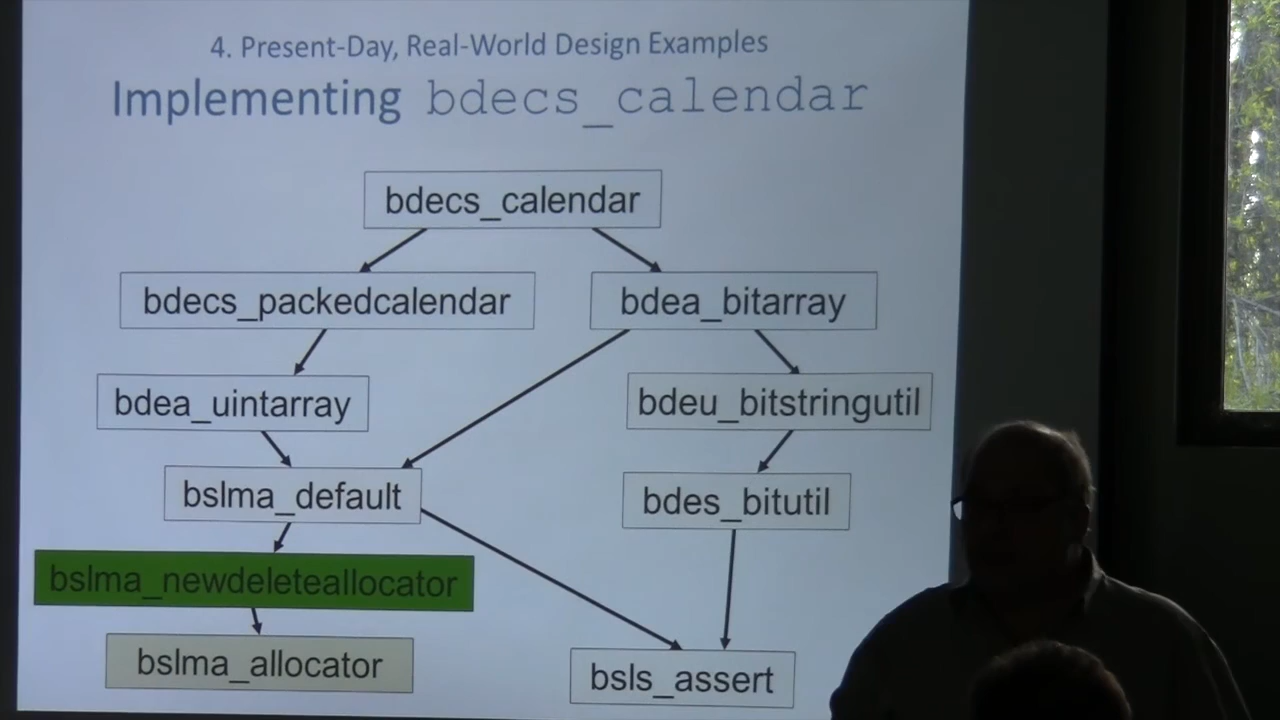 4. Present-Day, Real-World Design Examples
Implementing bdecs_calendar
bdecs_calendar
bdecs_packedcalendar
bdea_bitarray
bdea_uintarray
bdeu_bitstringutil
bslma_default
bdes_bitutil
bslma_newdeleteallocator
bslma_allocator
bsls_assert